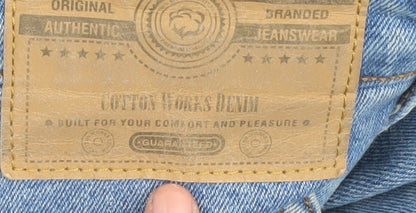 ORIGINAL BRANDED
AUTHENTIC JEANSWEAR
COTTON WORKS DENIM
BUILT FOR YOUR COMFORT AND PLEASURE
GUARANTEED